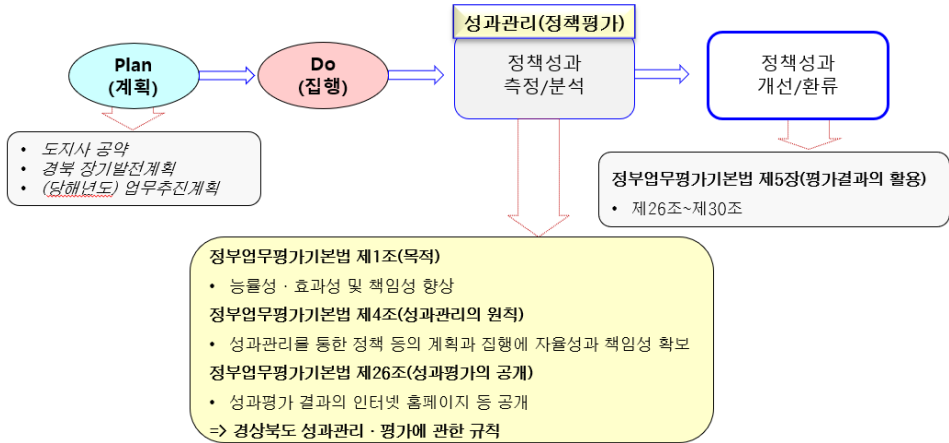 성과관리(정책평가)
Plan
(계획)
Do
(집행)
정책성과
측정/분석
정책성과
개선/환류
• 도지사 공약
• 경북 장기발전계획
• (당해년도) 업무추진계획
정부업무평가기본법 제5장(평가결과의 활용)
• 제26조~제30조
정부업무평가기본법 제1조(목적)
• 능률성 · 효과성 및 책임성 향상
정부업무평가기본법 제4조(성과관리의 원칙)
• 성과관리를 통한 정책 등의 계획과 집행에 자율성과 책임성 확보
정부업무평가기본법 제26조(성과평가의 공개)
• 성과평가 결과의 인터넷 홈페이지 등 공개
=> 경상북도 성과관리 · 평가에 관한 규칙